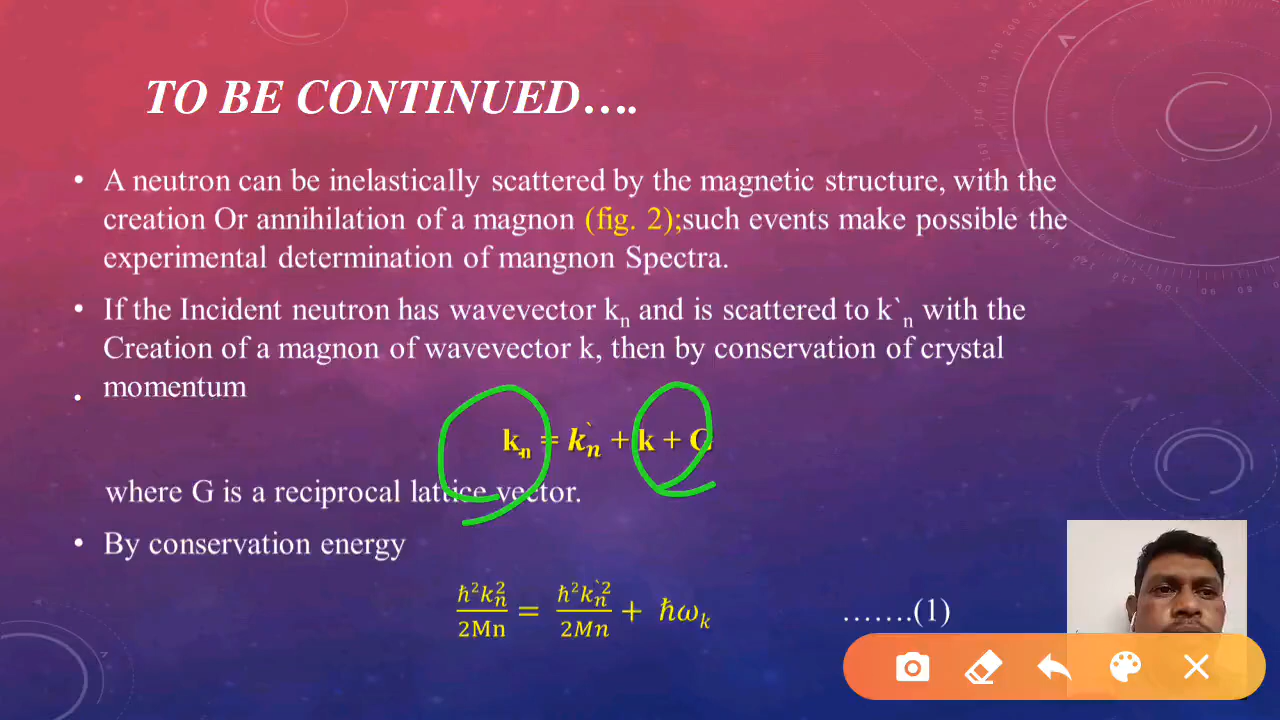 TO BE CONTINUED….
• A neutron can be inelastically scattered by the magnetic structure, with the
creation Or annihilation of a magnon (fig. 2);such events make possible the
experimental determination of mangnon Spectra.
• If the Incident neutron has wavevector kₙ and is scattered to k`ₙ with the
Creation of a magnon of wavevector k, then by conservation of crystal
• momentum
kₙ = k`ₙ + k + G
where G is a reciprocal lattice vector.
• By conservation energy
ħ²k²ₙ/2Mn = ħ²k`²ₙ/2Mn + ħωₖ …….(1)